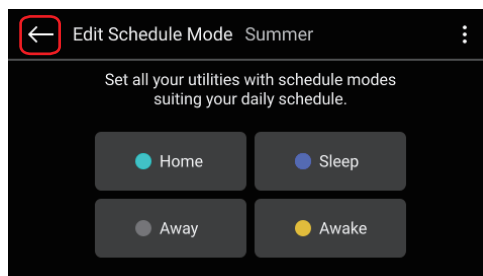 Edit Schedule Mode Summer
Set all your utilities with schedule modes
suiting your daily schedule.
Home
Sleep
Away
Awake